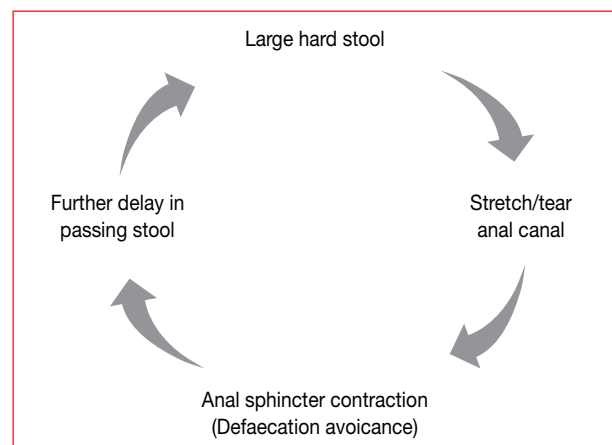 Large hard stool
Stretch/tear
anal canal
Anal sphincter contraction
(Defaecation avoicance)
Further delay in
passing stool